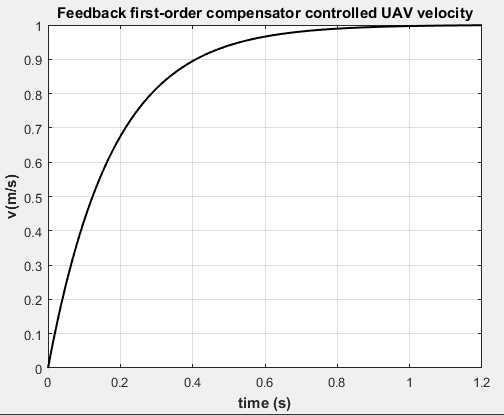 Feedback first-order compensator controlled UAV velocity
1
0.9
0.8
0.7
0.6
0.5
0.4
0.3
0.2
0.1
0
v(m/s)
0 0.2 0.4 0.6 0.8 1 1.2
time (s)